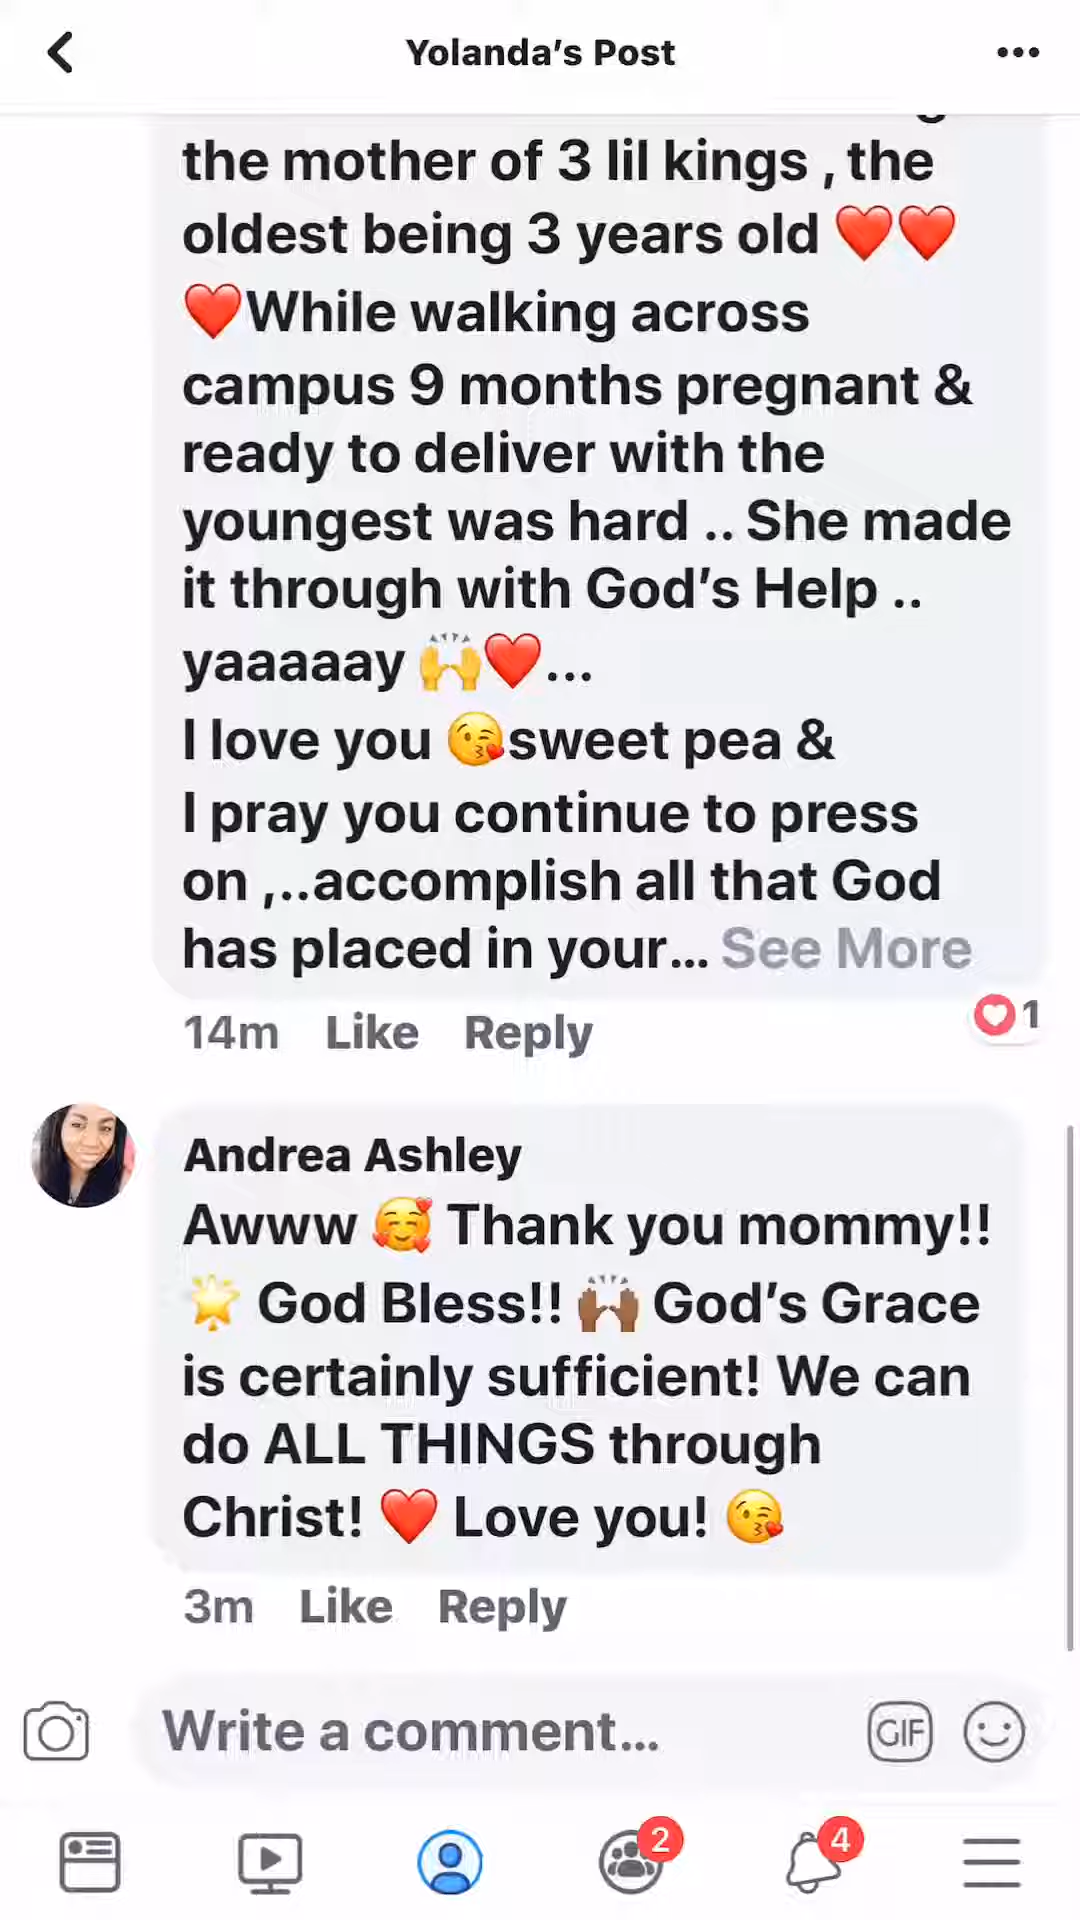 Yolanda's Post
the mother of 3 lil kings , the
oldest being 3 years old ❤️❤️
❤️While walking across
campus 9 months pregnant &
ready to deliver with the
youngest was hard .. She made
it through with God's Help ..
yaaaaay 🙌❤️...
I love you 😘sweet pea &
I pray you continue to press
on ,..accomplish all that God
has placed in your... See More
14m Like Reply
1
Andrea Ashley
Awww 🥰 Thank you mommy!!
🌟 God Bless!! 🙌🏾 God's Grace
is certainly sufficient! We can
do ALL THINGS through
Christ! ❤️ Love you! 😘
3m Like Reply
Write a comment...
GIF
2
4